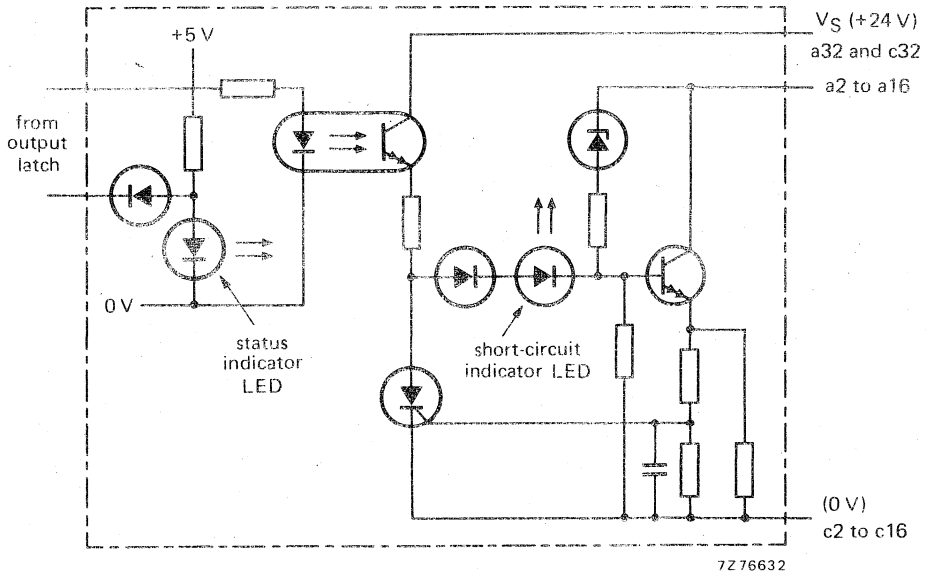 +5 V
V_S (+24 V)
a32 and c32
a2 to a16
from
output
latch
0 V
status
indicator
LED
short-circuit
indicator LED
(0 V)
c2 to c16
7Z76632